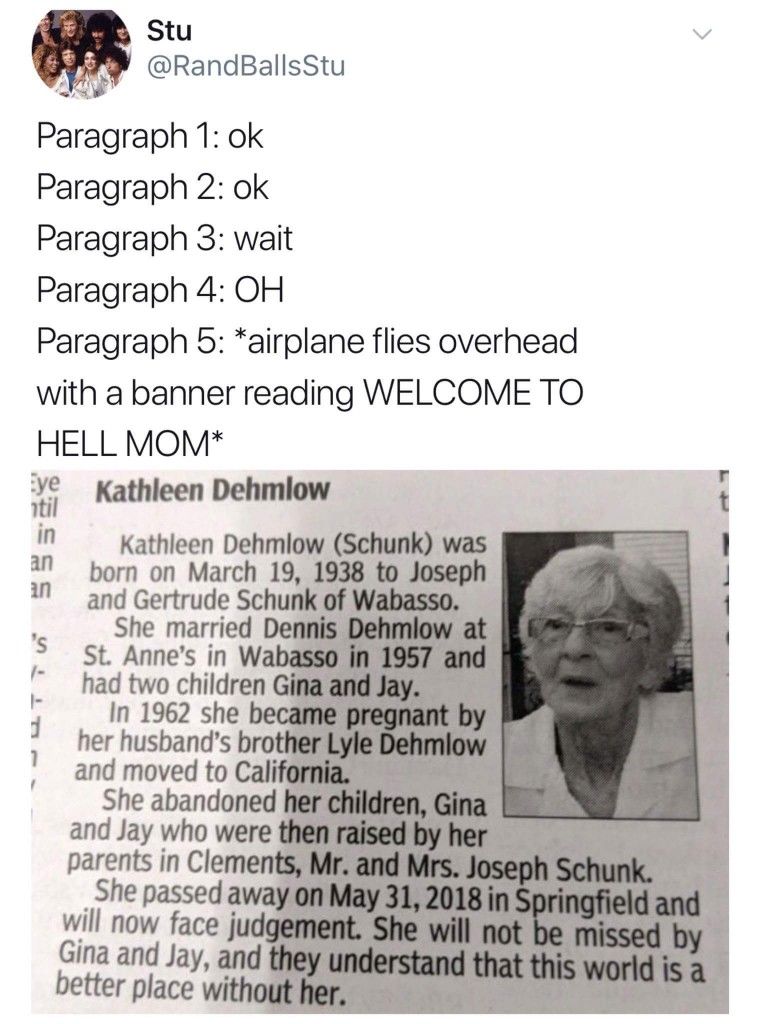 Stu
@RandBallsStu
Paragraph 1: ok
Paragraph 2: ok
Paragraph 3: wait
Paragraph 4: OH
Paragraph 5: *airplane flies overhead
with a banner reading WELCOME TO
HELL MOM*
Kathleen Dehmlow
Kathleen Dehmlow (Schunk) was
born on March 19, 1938 to Joseph
and Gertrude Schunk of Wabasso.
She married Dennis Dehmlow at
St. Anne's in Wabasso in 1957 and
had two children Gina and Jay.
In 1962 she became pregnant by
her husband's brother Lyle Dehmlow
and moved to California.
She abandoned her children, Gina
and Jay who were then raised by her
parents in Clements, Mr. and Mrs. Joseph Schunk.
She passed away on May 31, 2018 in Springfield and
will now face judgement. She will not be missed by
Gina and Jay, and they understand that this world is a
better place without her.